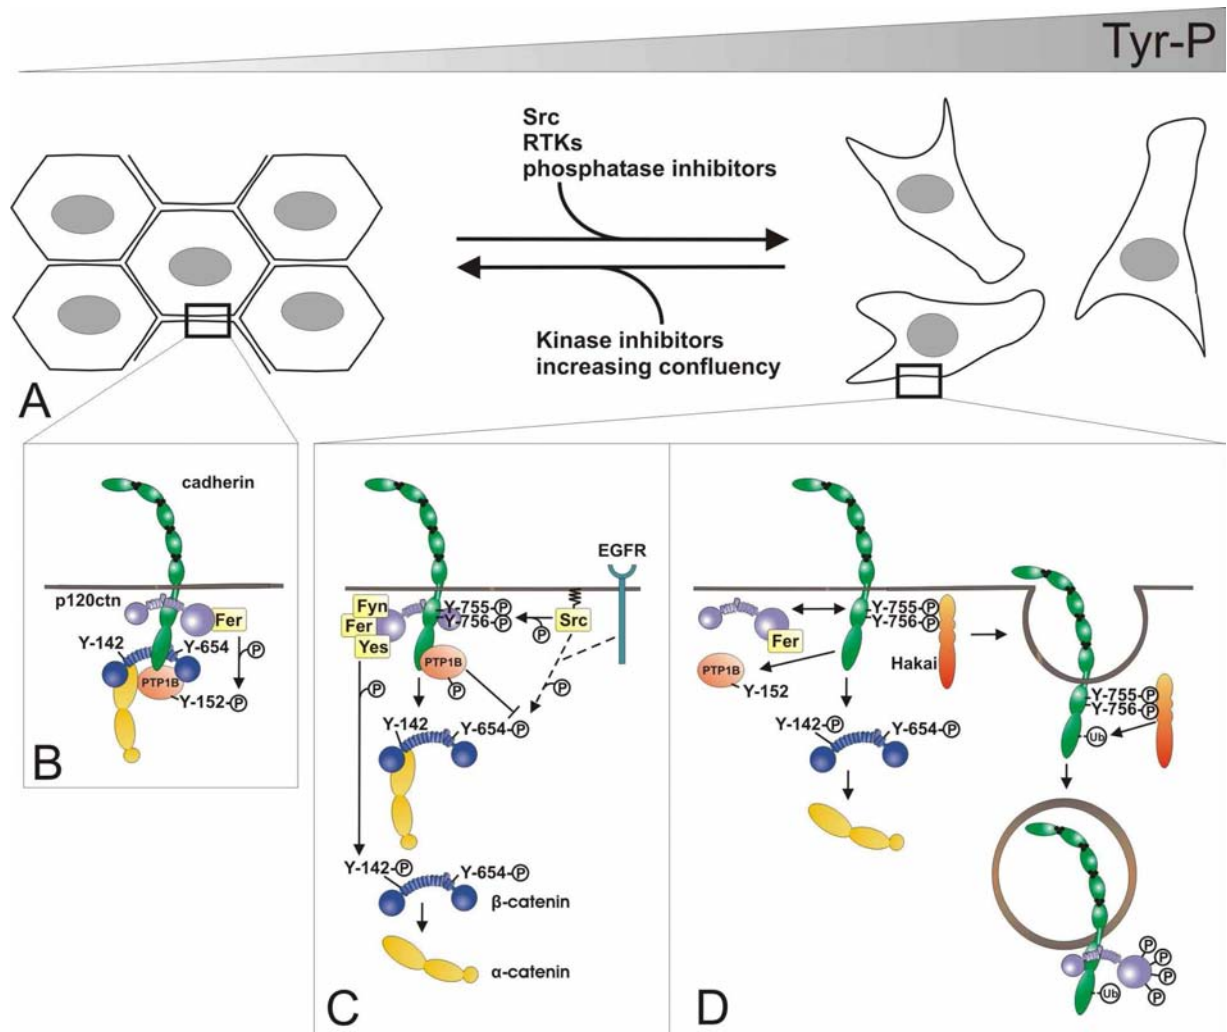 Tyr-P
Src
RTKs
phosphatase inhibitors
Kinase inhibitors
increasing confluency
A
cadherin
p120ctn
Fer
P
Y-142
Y-654
PTP1B
Y-152-P
B
EGFR
Fyn
Fer
Yes
Y-755-P
Y-756-P
P
Src
PTP1B
P
P
P
Y-142
Y-654-P
Y-142-P
Y-654-P
β-catenin
α-catenin
C
Y-755-P
Y-756-P
Fer
Hakai
PTP1B
Y-152
Y-142-P
Y-654-P
Y-755-P
Y-756-P
Ub
P
P
P
P
Ub
D